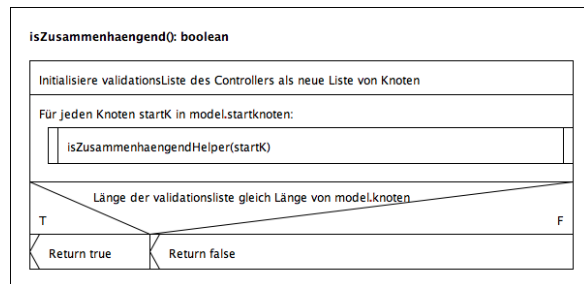 isZusammenhaengend(): boolean
Initialisiere validationsListe des Controllers als neue Liste von Knoten
Für jeden Knoten startK in model.startknoten:
isZusammenhaengendHelper(startK)
Länge der validationsliste gleich Länge von model.knoten
T F
Return true Return false